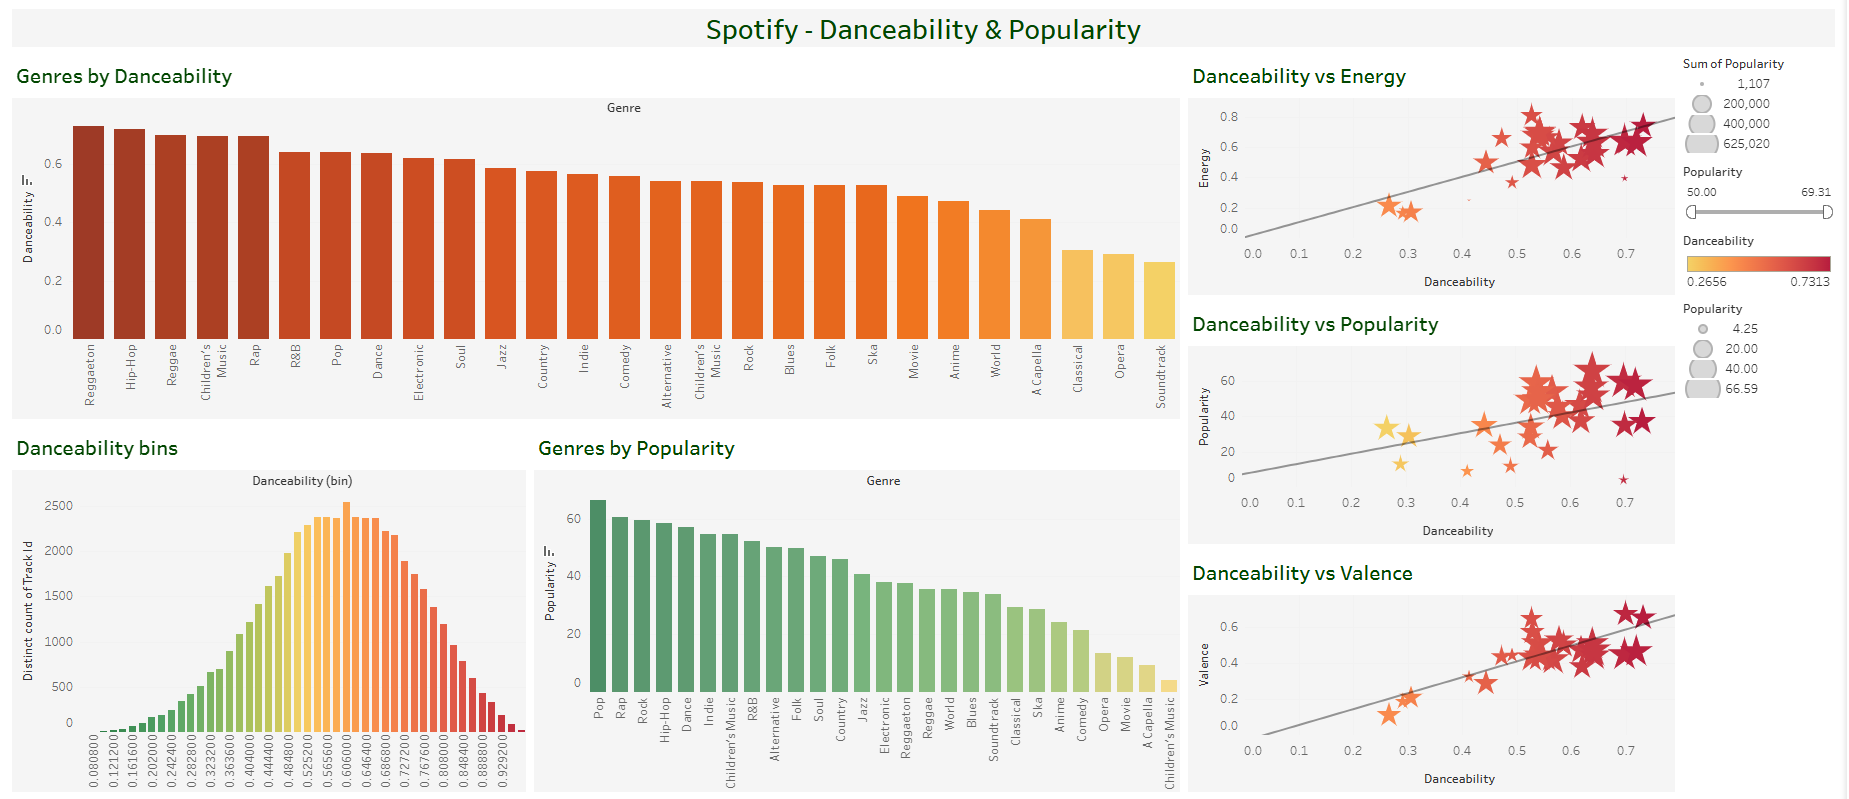 Spotify - Danceability & Popularity
Genres by Danceability
Genre
Danceability
0.6
0.4
0.2
0.0
Reggaeton
Hip-Hop
Reggae
Children's
Music
Rap
R&B
Pop
Dance
Electronic
Soul
Jazz
Country
Indie
Comedy
Alternative
Children's
Music
Rock
Blues
Folk
Ska
Movie
Anime
World
A Capella
Classical
Opera
Soundtrack
Danceability bins
Danceability (bin)
Distinct count of Track Id
2500
2000
1500
1000
500
0
0.080800
0.121200
0.161600
0.202000
0.242400
0.282800
0.323200
0.363600
0.404000
0.444400
0.484800
0.525200
0.565600
0.606000
0.646400
0.686800
0.727200
0.767600
0.808000
0.848400
0.888800
0.929200
Genres by Popularity
Genre
Popularity
60
40
20
0
Pop
Rap
Rock
Hip-Hop
Dance
Indie
Children's Music
R&B
Alternative
Folk
Soul
Country
Jazz
Electronic
Reggaeton
Reggae
World
Blues
Soundtrack
Classical
Ska
Anime
Comedy
Opera
Movie
A Capella
Children's Music
Danceability vs Energy
Energy
0.8
0.6
0.4
0.2
0.0
0.0 0.1 0.2 0.3 0.4 0.5 0.6 0.7
Danceability
Danceability vs Popularity
Popularity
60
40
20
0
0.0 0.1 0.2 0.3 0.4 0.5 0.6 0.7
Danceability
Danceability vs Valence
Valence
0.6
0.4
0.2
0.0
0.0 0.1 0.2 0.3 0.4 0.5 0.6 0.7
Danceability
Sum of Popularity
1,107
200,000
400,000
625,020
Popularity
50.00 69.31
Danceability
0.2656 0.7313
Popularity
4.25
20.00
40.00
66.59